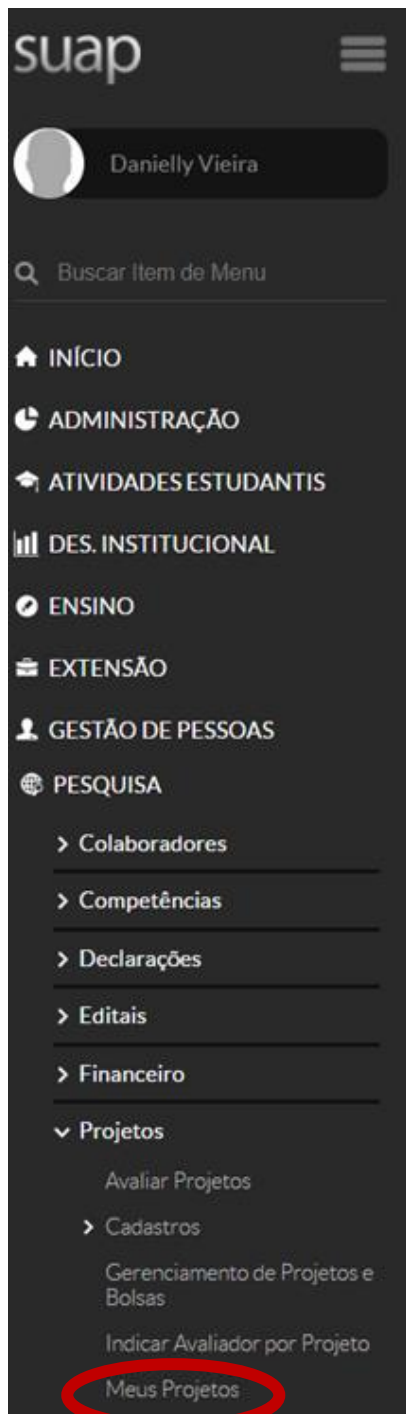 suap
Danielly Vieira
Buscar Item de Menu
INÍCIO
ADMINISTRAÇÃO
ATIVIDADES ESTUDANTIS
DES. INSTITUCIONAL
ENSINO
EXTENSÃO
GESTÃO DE PESSOAS
PESQUISA
Colaboradores
Competências
Declarações
Editais
Financeiro
Projetos
Avaliar Projetos
Cadastros
Gerenciamento de Projetos e
Bolsas
Indicar Avaliador por Projeto
Meus Projetos